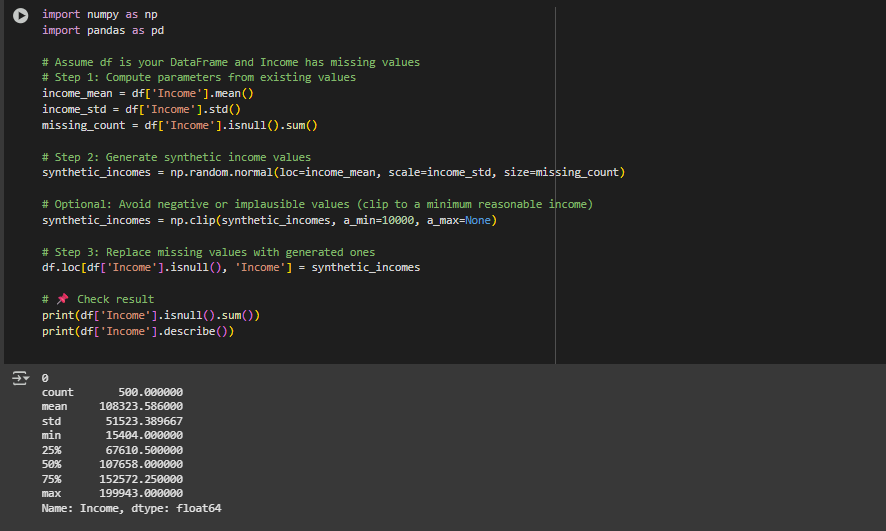 import numpy as np
import pandas as pd
# Assume df is your DataFrame and Income has missing values
# Step 1: Compute parameters from existing values
income_mean = df['Income'].mean()
income_std = df['Income'].std()
missing_count = df['Income'].isnull().sum()
# Step 2: Generate synthetic income values
synthetic_incomes = np.random.normal(loc=income_mean, scale=income_std, size=missing_count)
# Optional: Avoid negative or implausible values (clip to a minimum reasonable income)
synthetic_incomes = np.clip(synthetic_incomes, a_min=10000, a_max=None)
# Step 3: Replace missing values with generated ones
df.loc[df['Income'].isnull(), 'Income'] = synthetic_incomes
# 📌 Check result
print(df['Income'].isnull().sum())
print(df['Income'].describe())
0
count 500.000000
mean 108323.586000
std 51523.389667
min 15404.000000
25% 67610.500000
50% 107658.000000
75% 152572.250000
max 199943.000000
Name: Income, dtype: float64